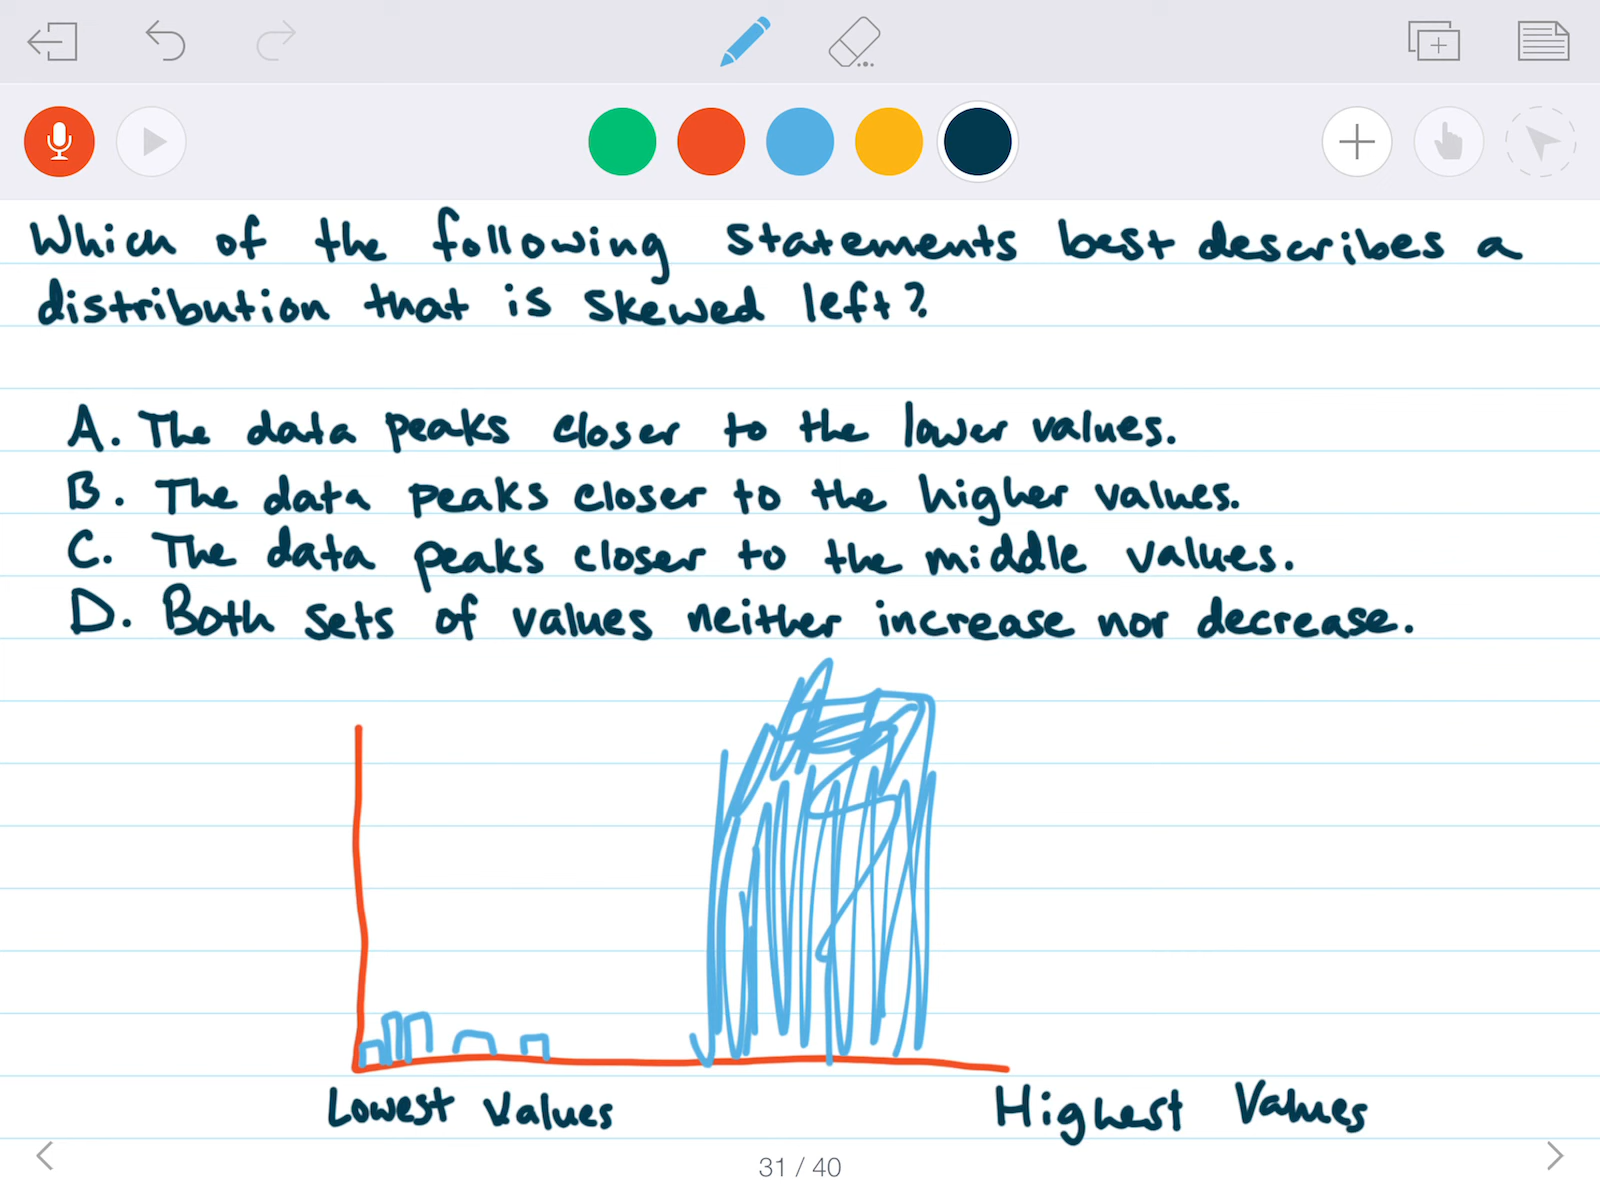 Which of the following statements best describes a
distribution that is skewed left?
A. The data peaks closer to the lower values.
B. The data peaks closer to the higher values.
C. The data peaks closer to the middle values.
D. Both sets of values neither increase nor decrease.
Lowest Values
Highest Values
31 / 40